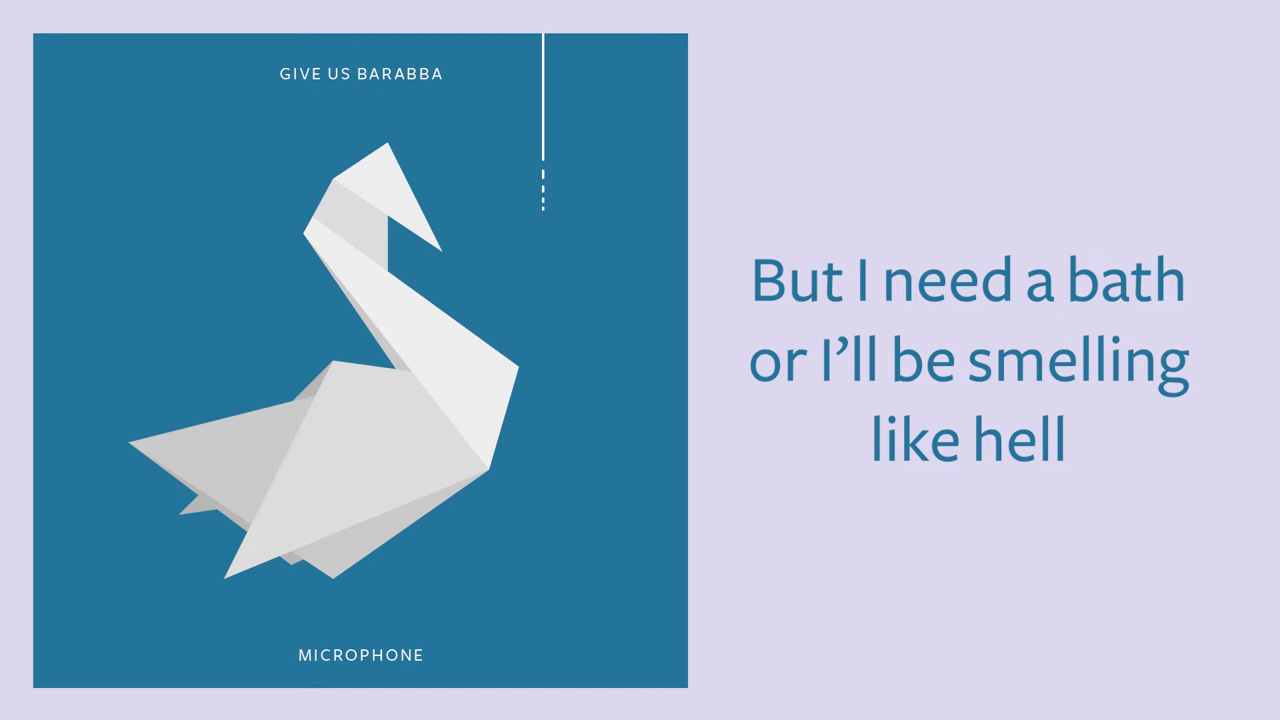 GIVE US BARABBA
MICROPHONE
But I need a bath
or I’ll be smelling
like hell